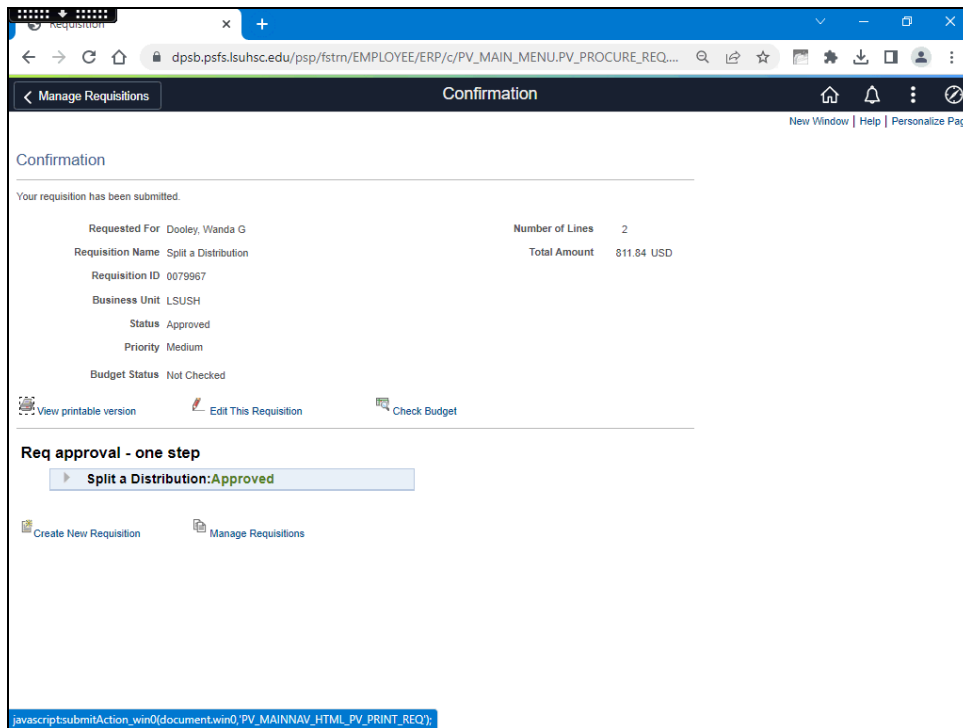 Requisition
dpsb.psfs.lsuhsc.edu/psp/fstrn/EMPLOYEE/ERP/c/PV_MAIN_MENU.PV_PROCURE_REQ....
Manage Requisitions
Confirmation
New Window | Help | Personalize Pag
Confirmation
Your requisition has been submitted.
Requested For Dooley, Wanda G Number of Lines 2
Requisition Name Split a Distribution Total Amount 811.84 USD
Requisition ID 0079967
Business Unit LSUSH
Status Approved
Priority Medium
Budget Status Not Checked
View printable version Edit This Requisition Check Budget
Req approval - one step
Split a Distribution:Approved
Create New Requisition Manage Requisitions
javascript:submitAction_win0(document.win0,'PV_MAINNAV_HTML_PV_PRINT_REQ');